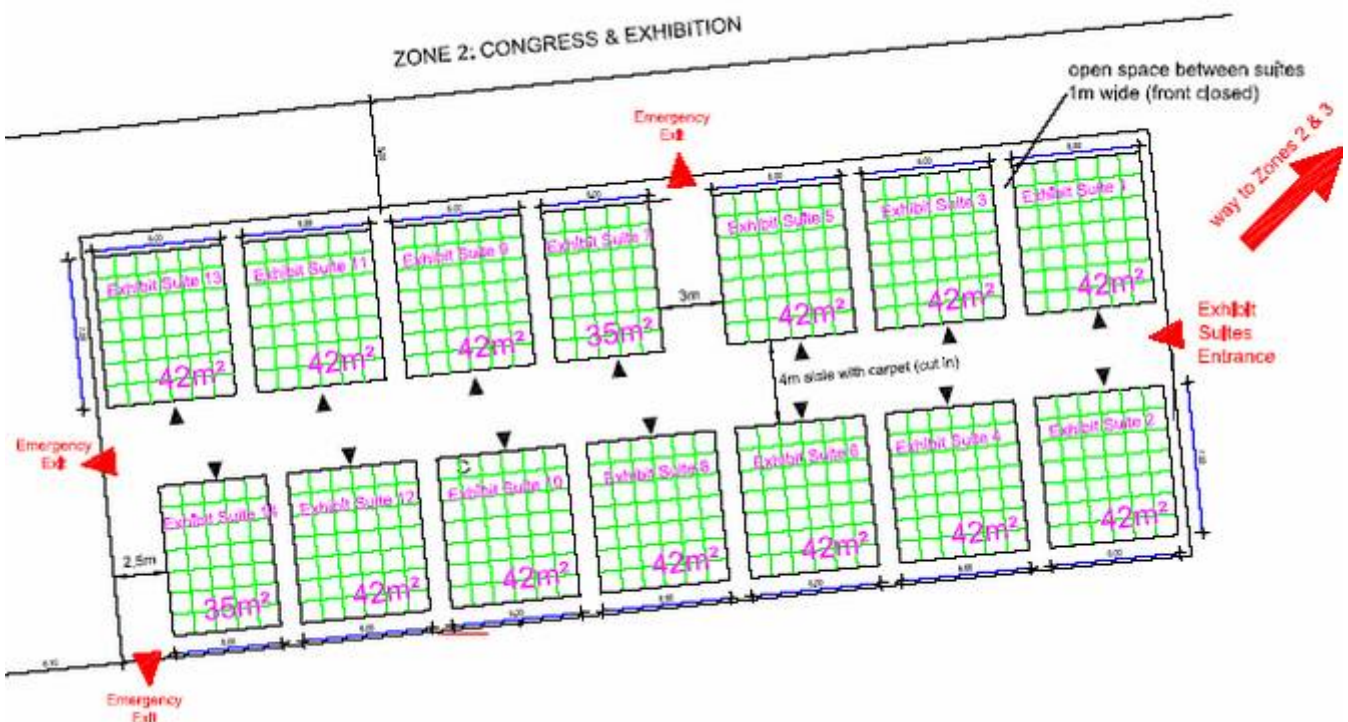 ZONE 2: CONGRESS & EXHIBITION
open space between suites
1m wide (front closed)
way to Zones 2 & 3
Emergency
Exit
Exhibit Suite 13
42m²
Exhibit Suite 11
42m²
Exhibit Suite 9
42m²
Exhibit Suite 7
35m²
3m
Exhibit Suite 5
42m²
Exhibit Suite 3
42m²
Exhibit Suite 1
42m²
Exhibit
Suites
Entrance
4m aisle with carpet (cut in)
Emergency
Exit
2,5m
Exhibit Suite 14
35m²
Exhibit Suite 12
42m²
Exhibit Suite 10
42m²
Exhibit Suite 8
42m²
Exhibit Suite 6
42m²
Exhibit Suite 4
42m²
Exhibit Suite 2
42m²
Emergency
Exit